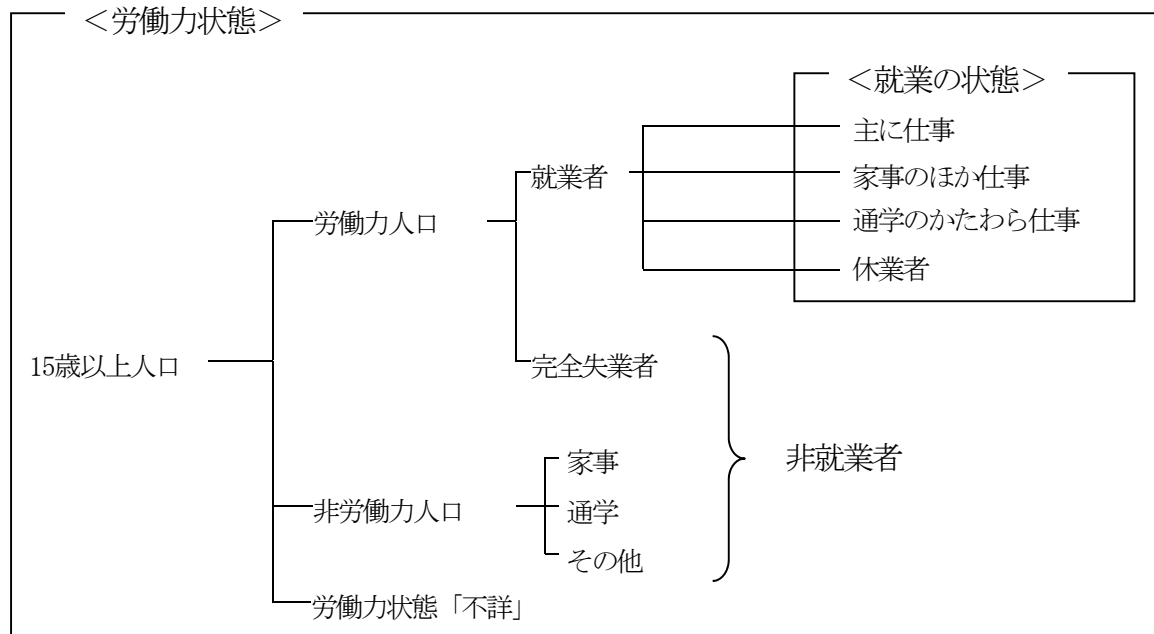 ＜労働力状態＞
＜就業の状態＞
主に仕事
就業者
家事のほか仕事
労働力人口
通学のかたわら仕事
休業者
15歳以上人口
完全失業者
家事
非就業者
非労働力人口
通学
その他
労働力状態「不詳」